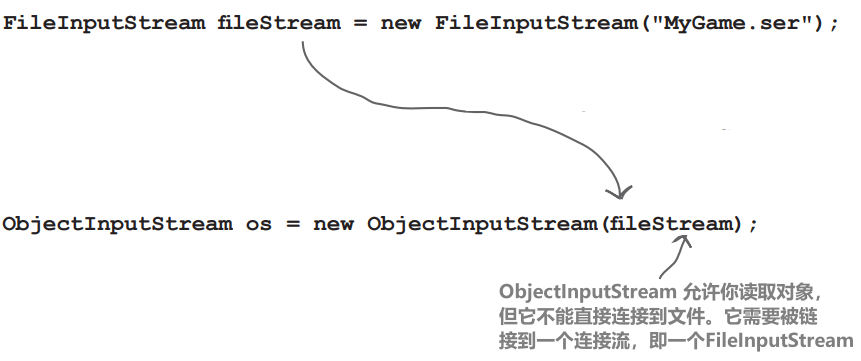 FileInputStream fileStream = new FileInputStream("MyGame.ser");
ObjectInputStream os = new ObjectInputStream(fileStream);
ObjectInputStream 允许你读取对象,
但它不能直接连接到文件。它需要被链
接到一个连接流，即一个FileInputStream